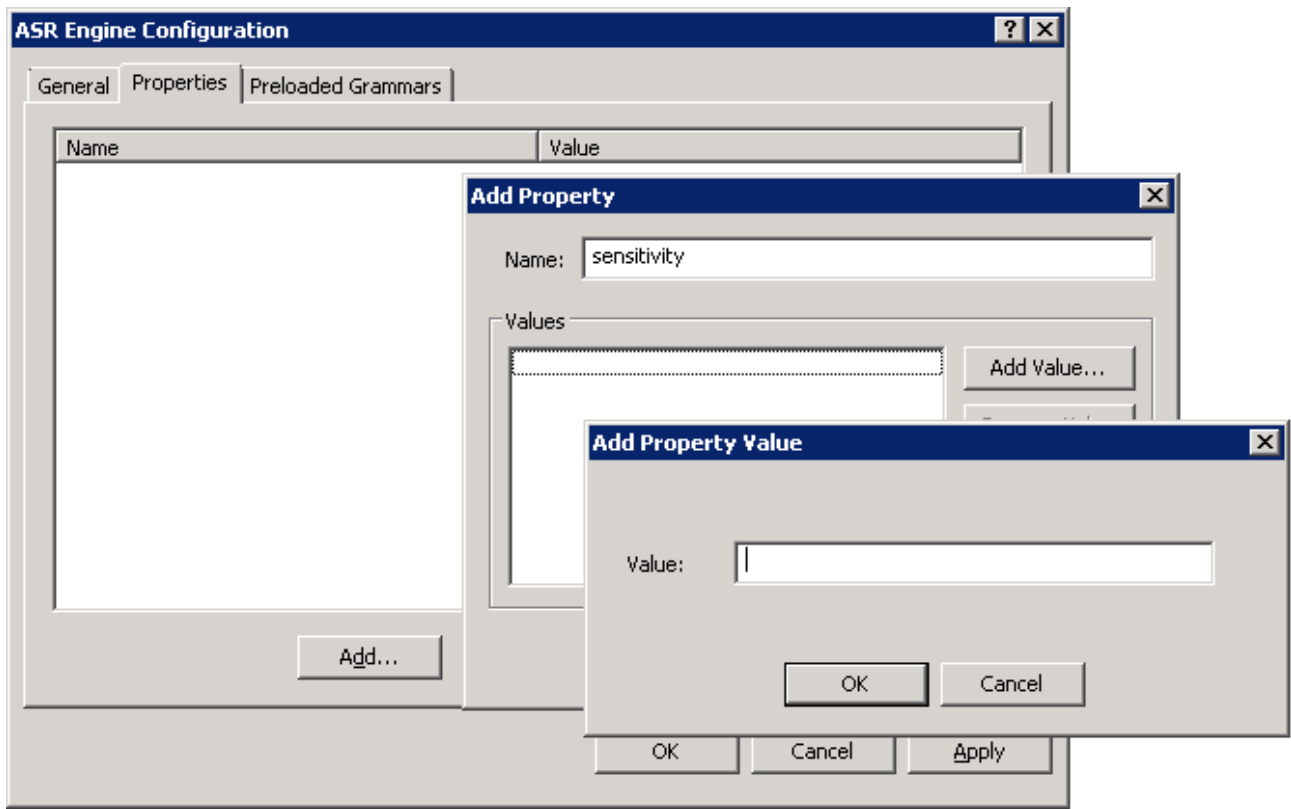 ASR Engine Configuration
General Properties Preloaded Grammars
Name Value
Add Property
Name: sensitivity
Values
Add Value...
Add Property Value
Value:
Add...
OK Cancel
OK Cancel Apply